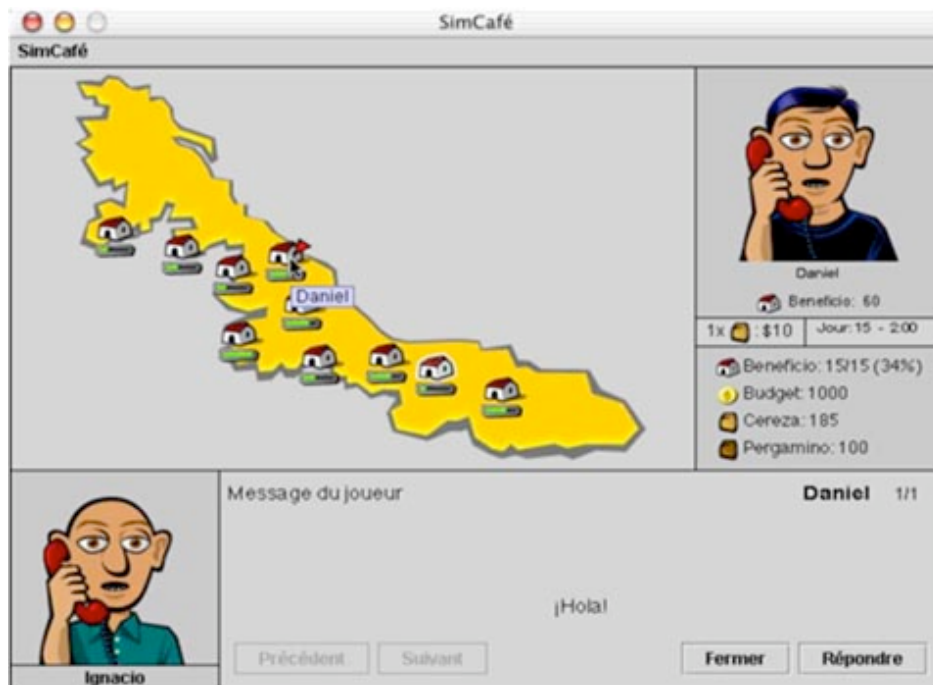 SimCafé
SimCafé
Daniel
Daniel
Beneficio: 60
1x : $10
Jour: 15 - 2:00
Beneficio: 15/15 (34%)
Budget: 1000
Cereza: 185
Pergamino: 100
Message du joueur
Daniel 1/1
¡Hola!
Précédent
Suivant
Fermer
Répondre
Ignacio